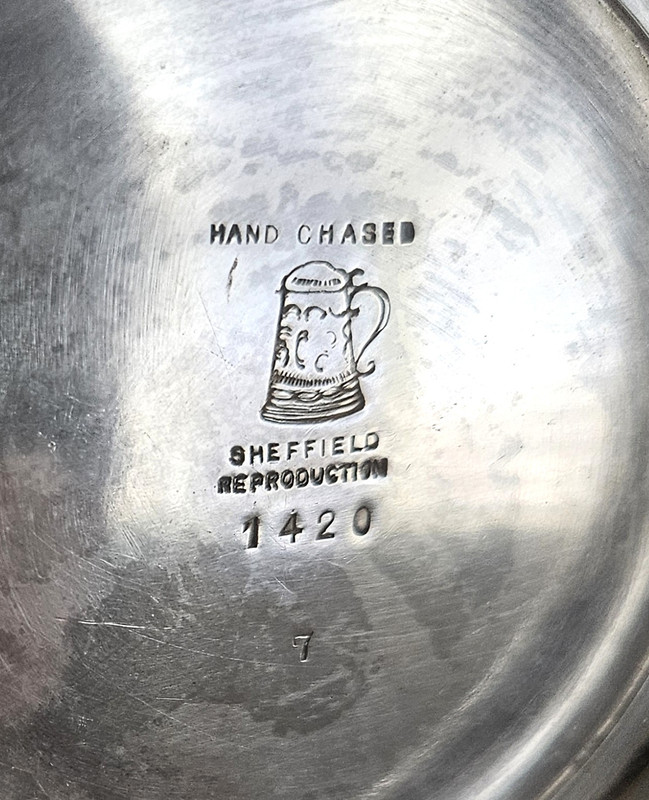 HAND CHASED
SHEFFIELD
REPRODUCTION
1420
7